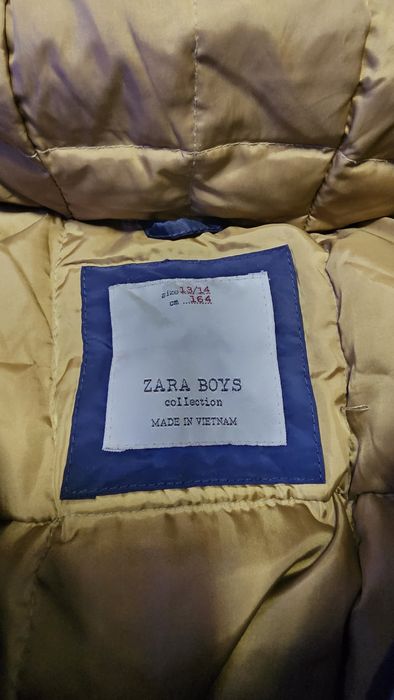 size 13/14
cm ...164
ZARA BOYS
collection
MADE IN VIETNAM